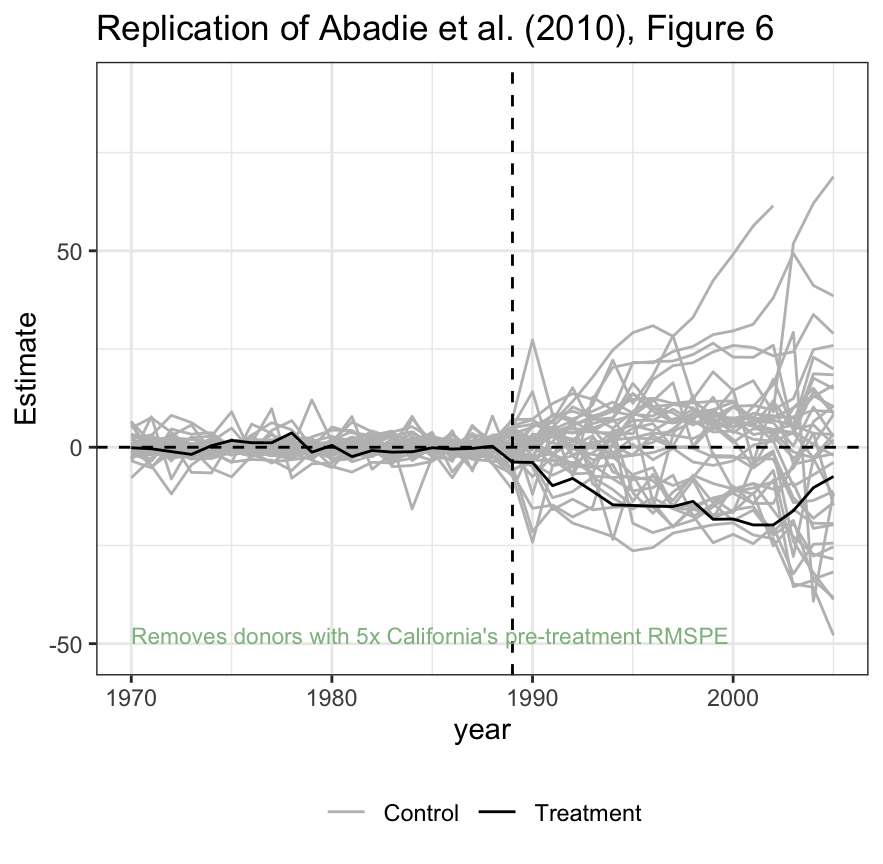 Replication of Abadie et al. (2010), Figure 6
Estimate
50
0
-50
Removes donors with 5x California's pre-treatment RMSPE
1970 1980 1990 2000
year
Control Treatment